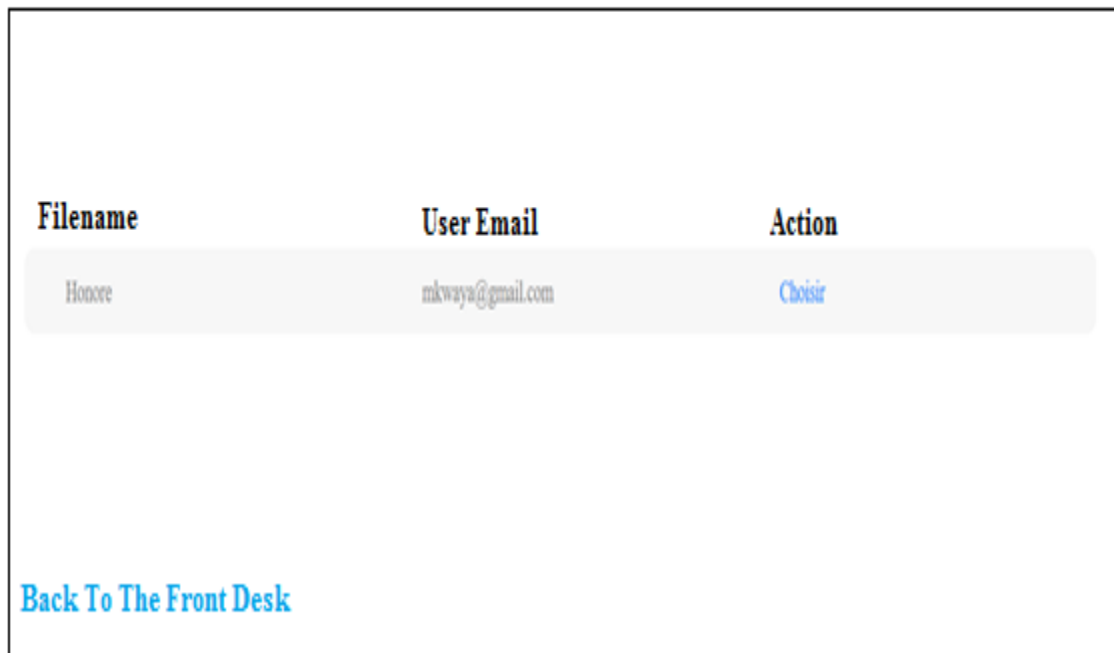 Filename User Email Action
Honore mkwaya@gmail.com Choisir
Back To The Front Desk